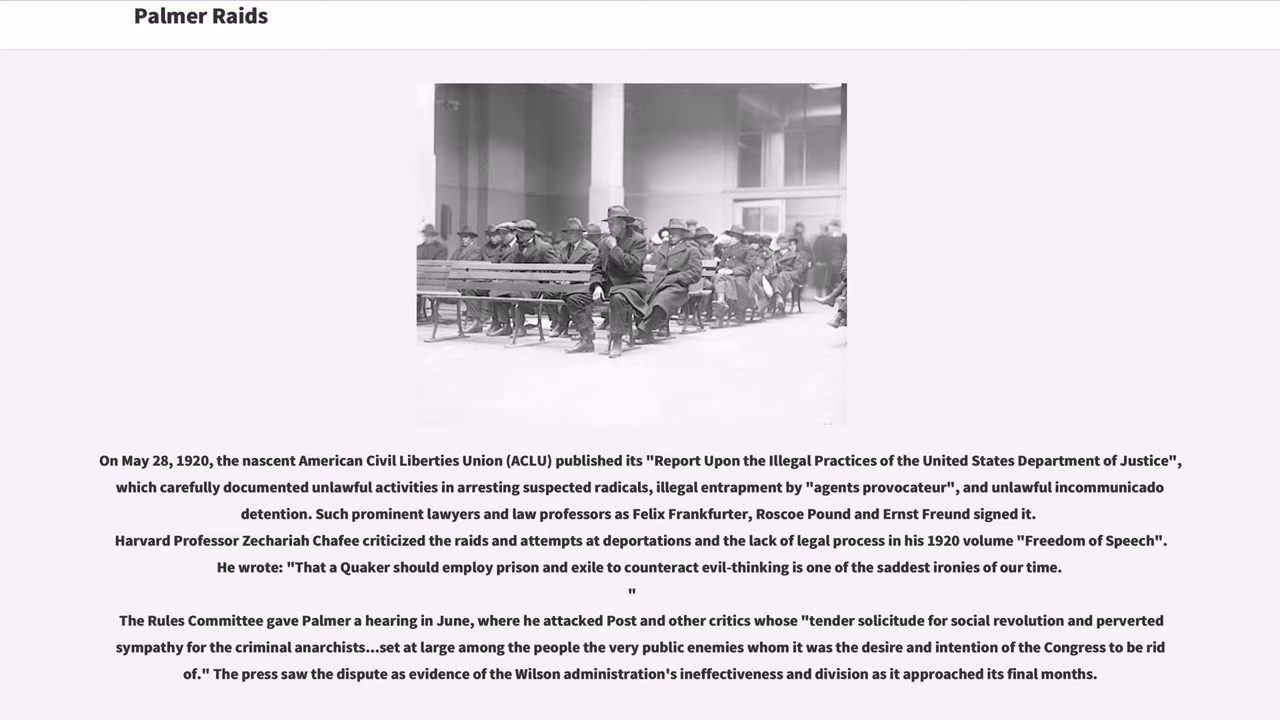 Palmer Raids
On May 28, 1920, the nascent American Civil Liberties Union (ACLU) published its "Report Upon the Illegal Practices of the United States Department of Justice",
which carefully documented unlawful activities in arresting suspected radicals, illegal entrapment by "agents provocateur", and unlawful incommunicado
detention. Such prominent lawyers and law professors as Felix Frankfurter, Roscoe Pound and Ernst Freund signed it.
Harvard Professor Zechariah Chafee criticized the raids and attempts at deportations and the lack of legal process in his 1920 volume "Freedom of Speech".
He wrote: "That a Quaker should employ prison and exile to counteract evil-thinking is one of the saddest ironies of our time.
"
The Rules Committee gave Palmer a hearing in June, where he attacked Post and other critics whose "tender solicitude for social revolution and perverted
sympathy for the criminal anarchists...set at large among the people the very public enemies whom it was the desire and intention of the Congress to be rid
of." The press saw the dispute as evidence of the Wilson administration's ineffectiveness and division as it approached its final months.